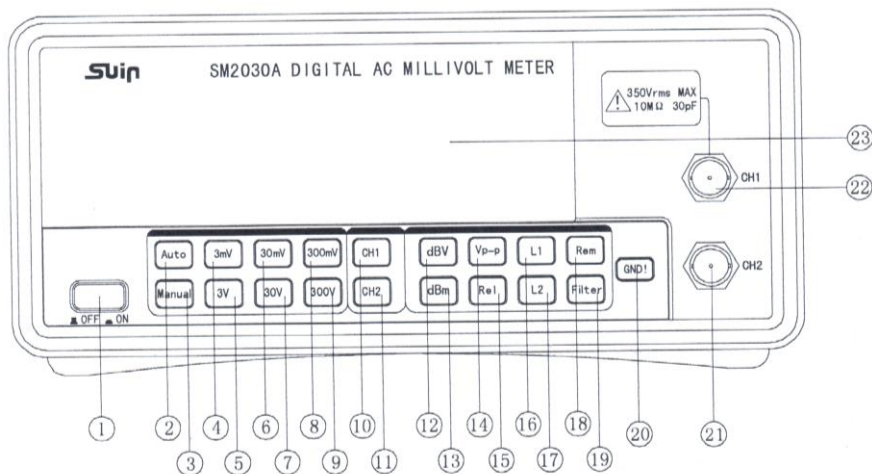 SUin SM2030A DIGITAL AC MILLIVOLT METER
350Vrms MAX
10MΩ 30pF
㉓
CH1
㉒
Auto 3mV 30mV 300mV CH1 dBV Vp-p L1 Rem
GND!
CH2
Manual 3V 30V 300V CH2 dBm Rel L2 Filter
OFF ON
① ② ④ ⑥ ⑧ ⑩ ⑫ ⑭ ⑯ ⑱ ⑳ ㉑
③ ⑤ ⑦ ⑨ ⑪ ⑬ ⑮ ⑰ ⑲